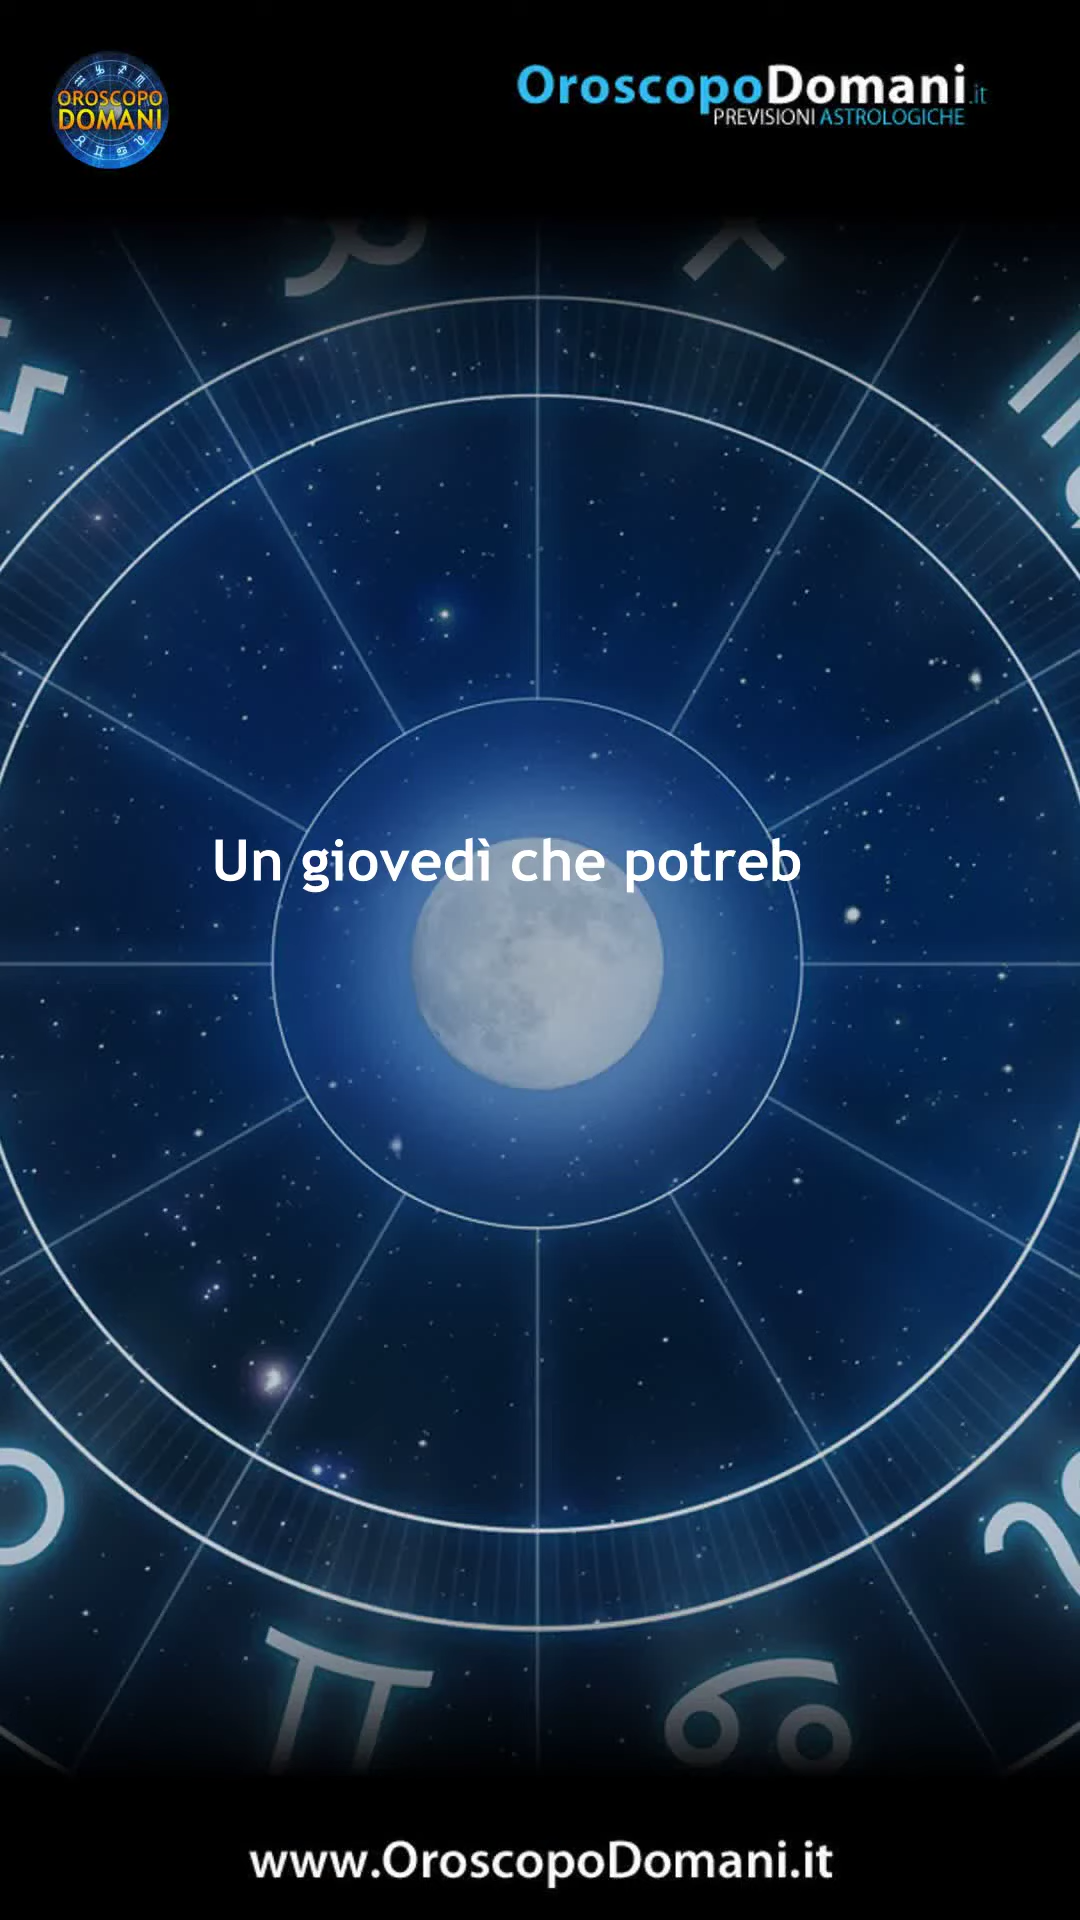 OROSCOPO
DOMANI
OroscopoDomani.it
PREVISIONI ASTROLOGICHE
Un giovedì che potreb
www.OroscopoDomani.it